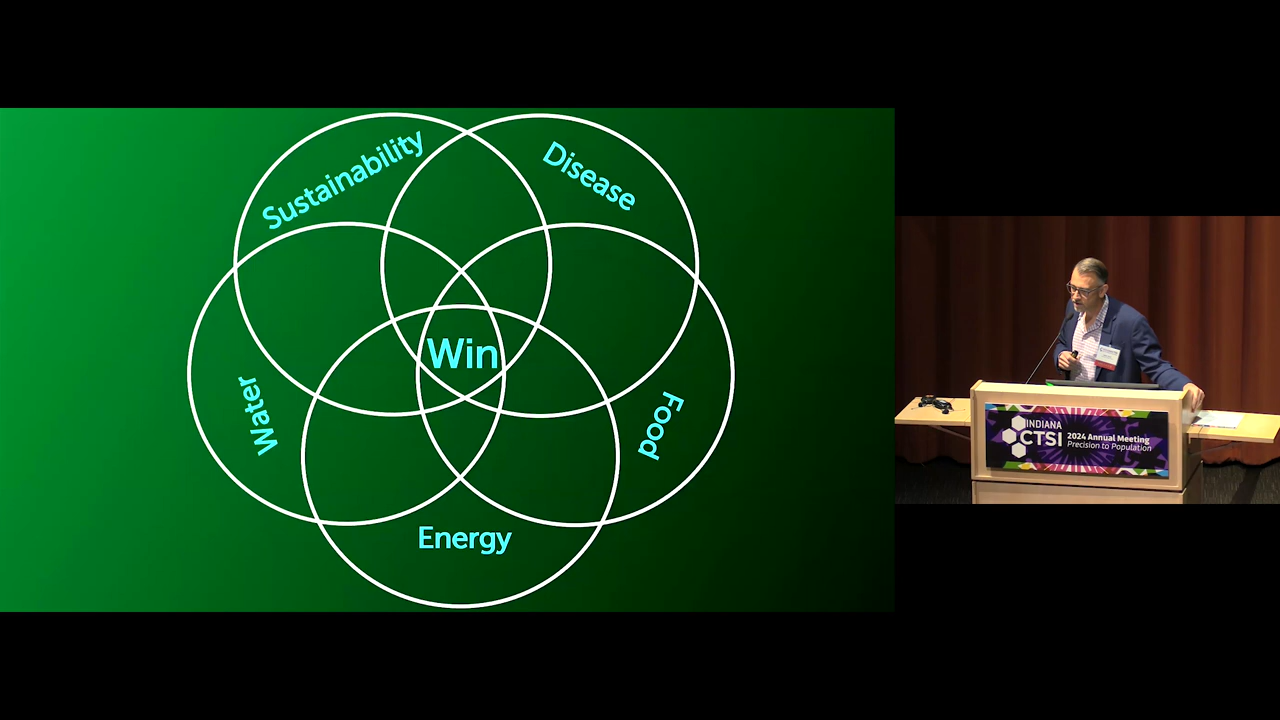 Sustainability
Disease
Win
Water
Food
Energy
INDIANA
CTSI
2024 Annual Meeting
Precision to Population